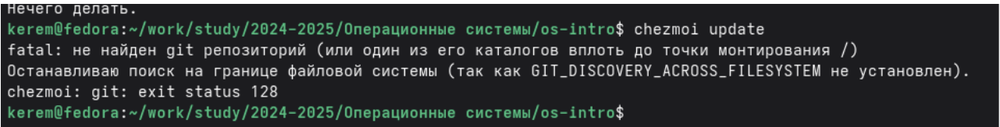 Нечего делать.
kerem@fedora:~/work/study/2024-2025/Операционные системы/os-intro$ chezmoi update
fatal: не найден git репозиторий (или один из его каталогов вплоть до точки монтирования /)
Останавливаю поиск на границе файловой системы (так как GIT_DISCOVERY_ACROSS_FILESYSTEM не установлен).
chezmoi: git: exit status 128
kerem@fedora:~/work/study/2024-2025/Операционные системы/os-intro$